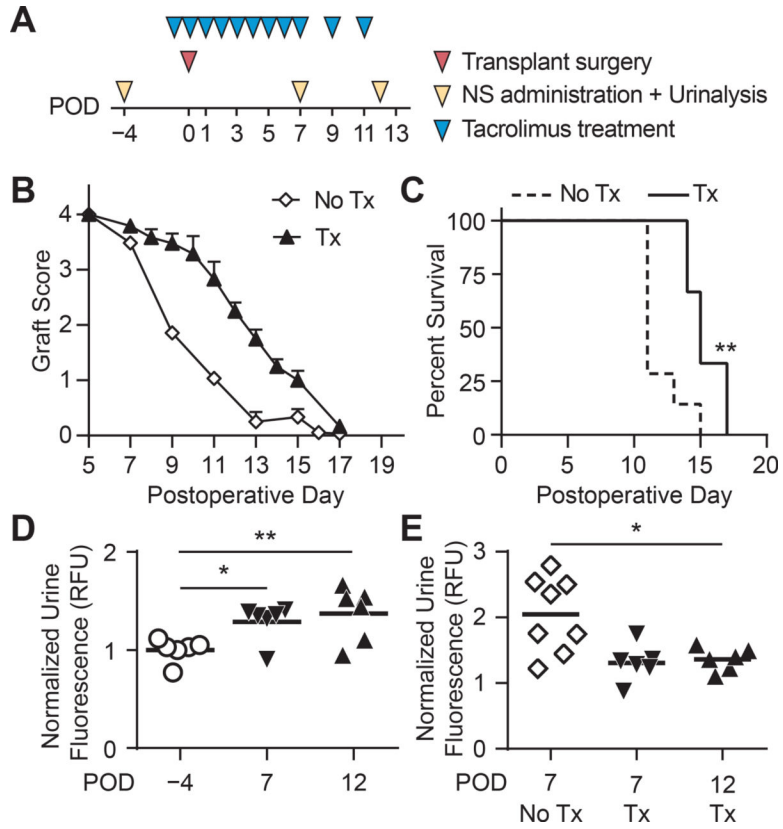 A
POD
−4 0 1 3 5 7 9 11 13
Transplant surgery
NS administration + Urinalysis
Tacrolimus treatment
B
No Tx
Tx
Graft Score
4
3
2
1
0
5 7 9 11 13 15 17 19
Postoperative Day
C
No Tx Tx
Percent Survival
100
75
50
25
0
**
0 5 10 15 20
Postoperative Day
D
Normalized Urine
Fluorescence (RFU)
2
1
0
**
*
POD −4 7 12
E
Normalized Urine
Fluorescence (RFU)
3
2
1
0
*
POD 7 7 12
No Tx Tx Tx